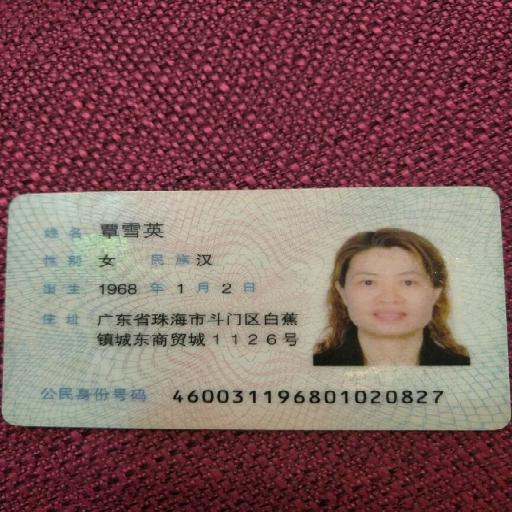 姓名 覃雪英
性别 女 民族 汉
出生 1968 年 1 月 2 日
住址 广东省珠海市斗门区白蕉
镇城东商贸城1126号
公民身份号码 460031196801020827